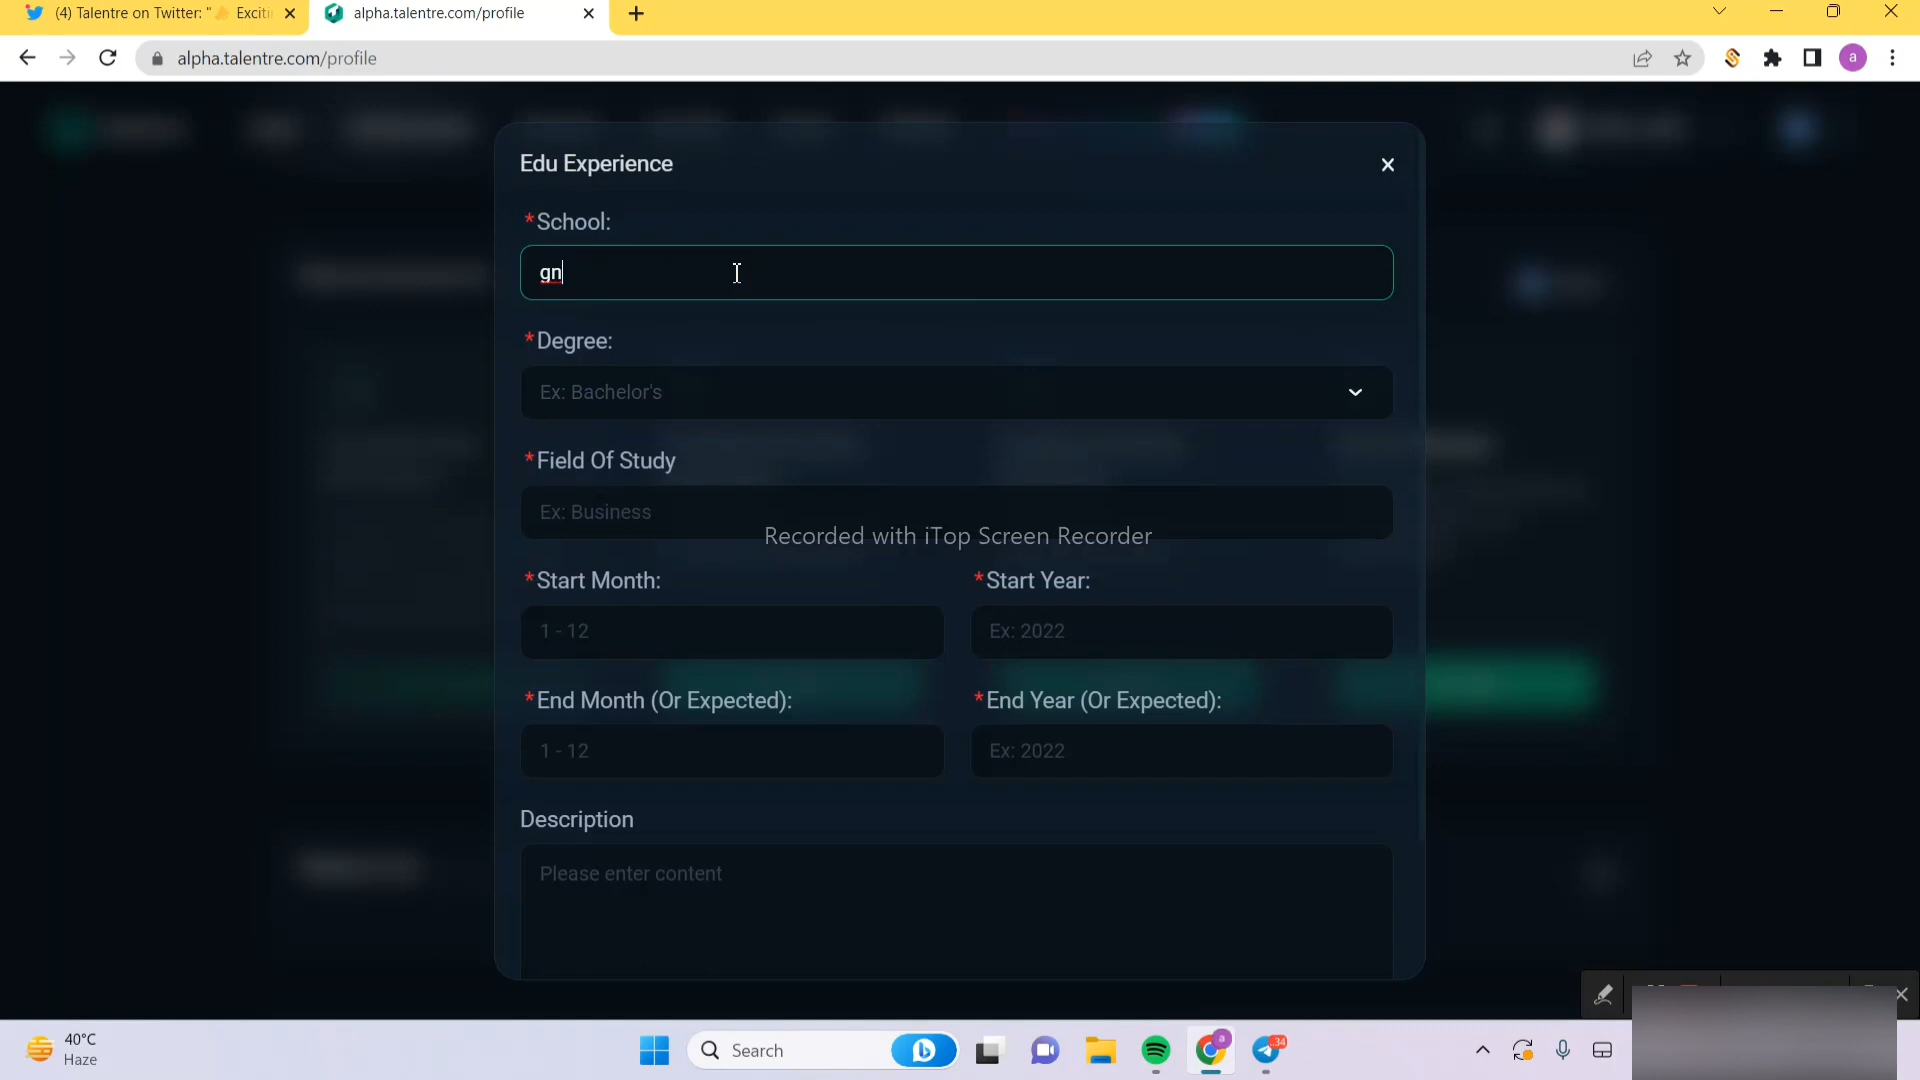 (4) Talentre on Twitter: "🔥 Exciti
alpha.talentre.com/profile
alpha.talentre.com/profile
a
Edu Experience
*School:
gn
*Degree:
Ex: Bachelor's
*Field Of Study
Ex: Business
Recorded with iTop Screen Recorder
*Start Month:
*Start Year:
1 - 12
Ex: 2022
*End Month (Or Expected):
*End Year (Or Expected):
1 - 12
Ex: 2022
Description
Please enter content
40°C
Haze
Search
a
34